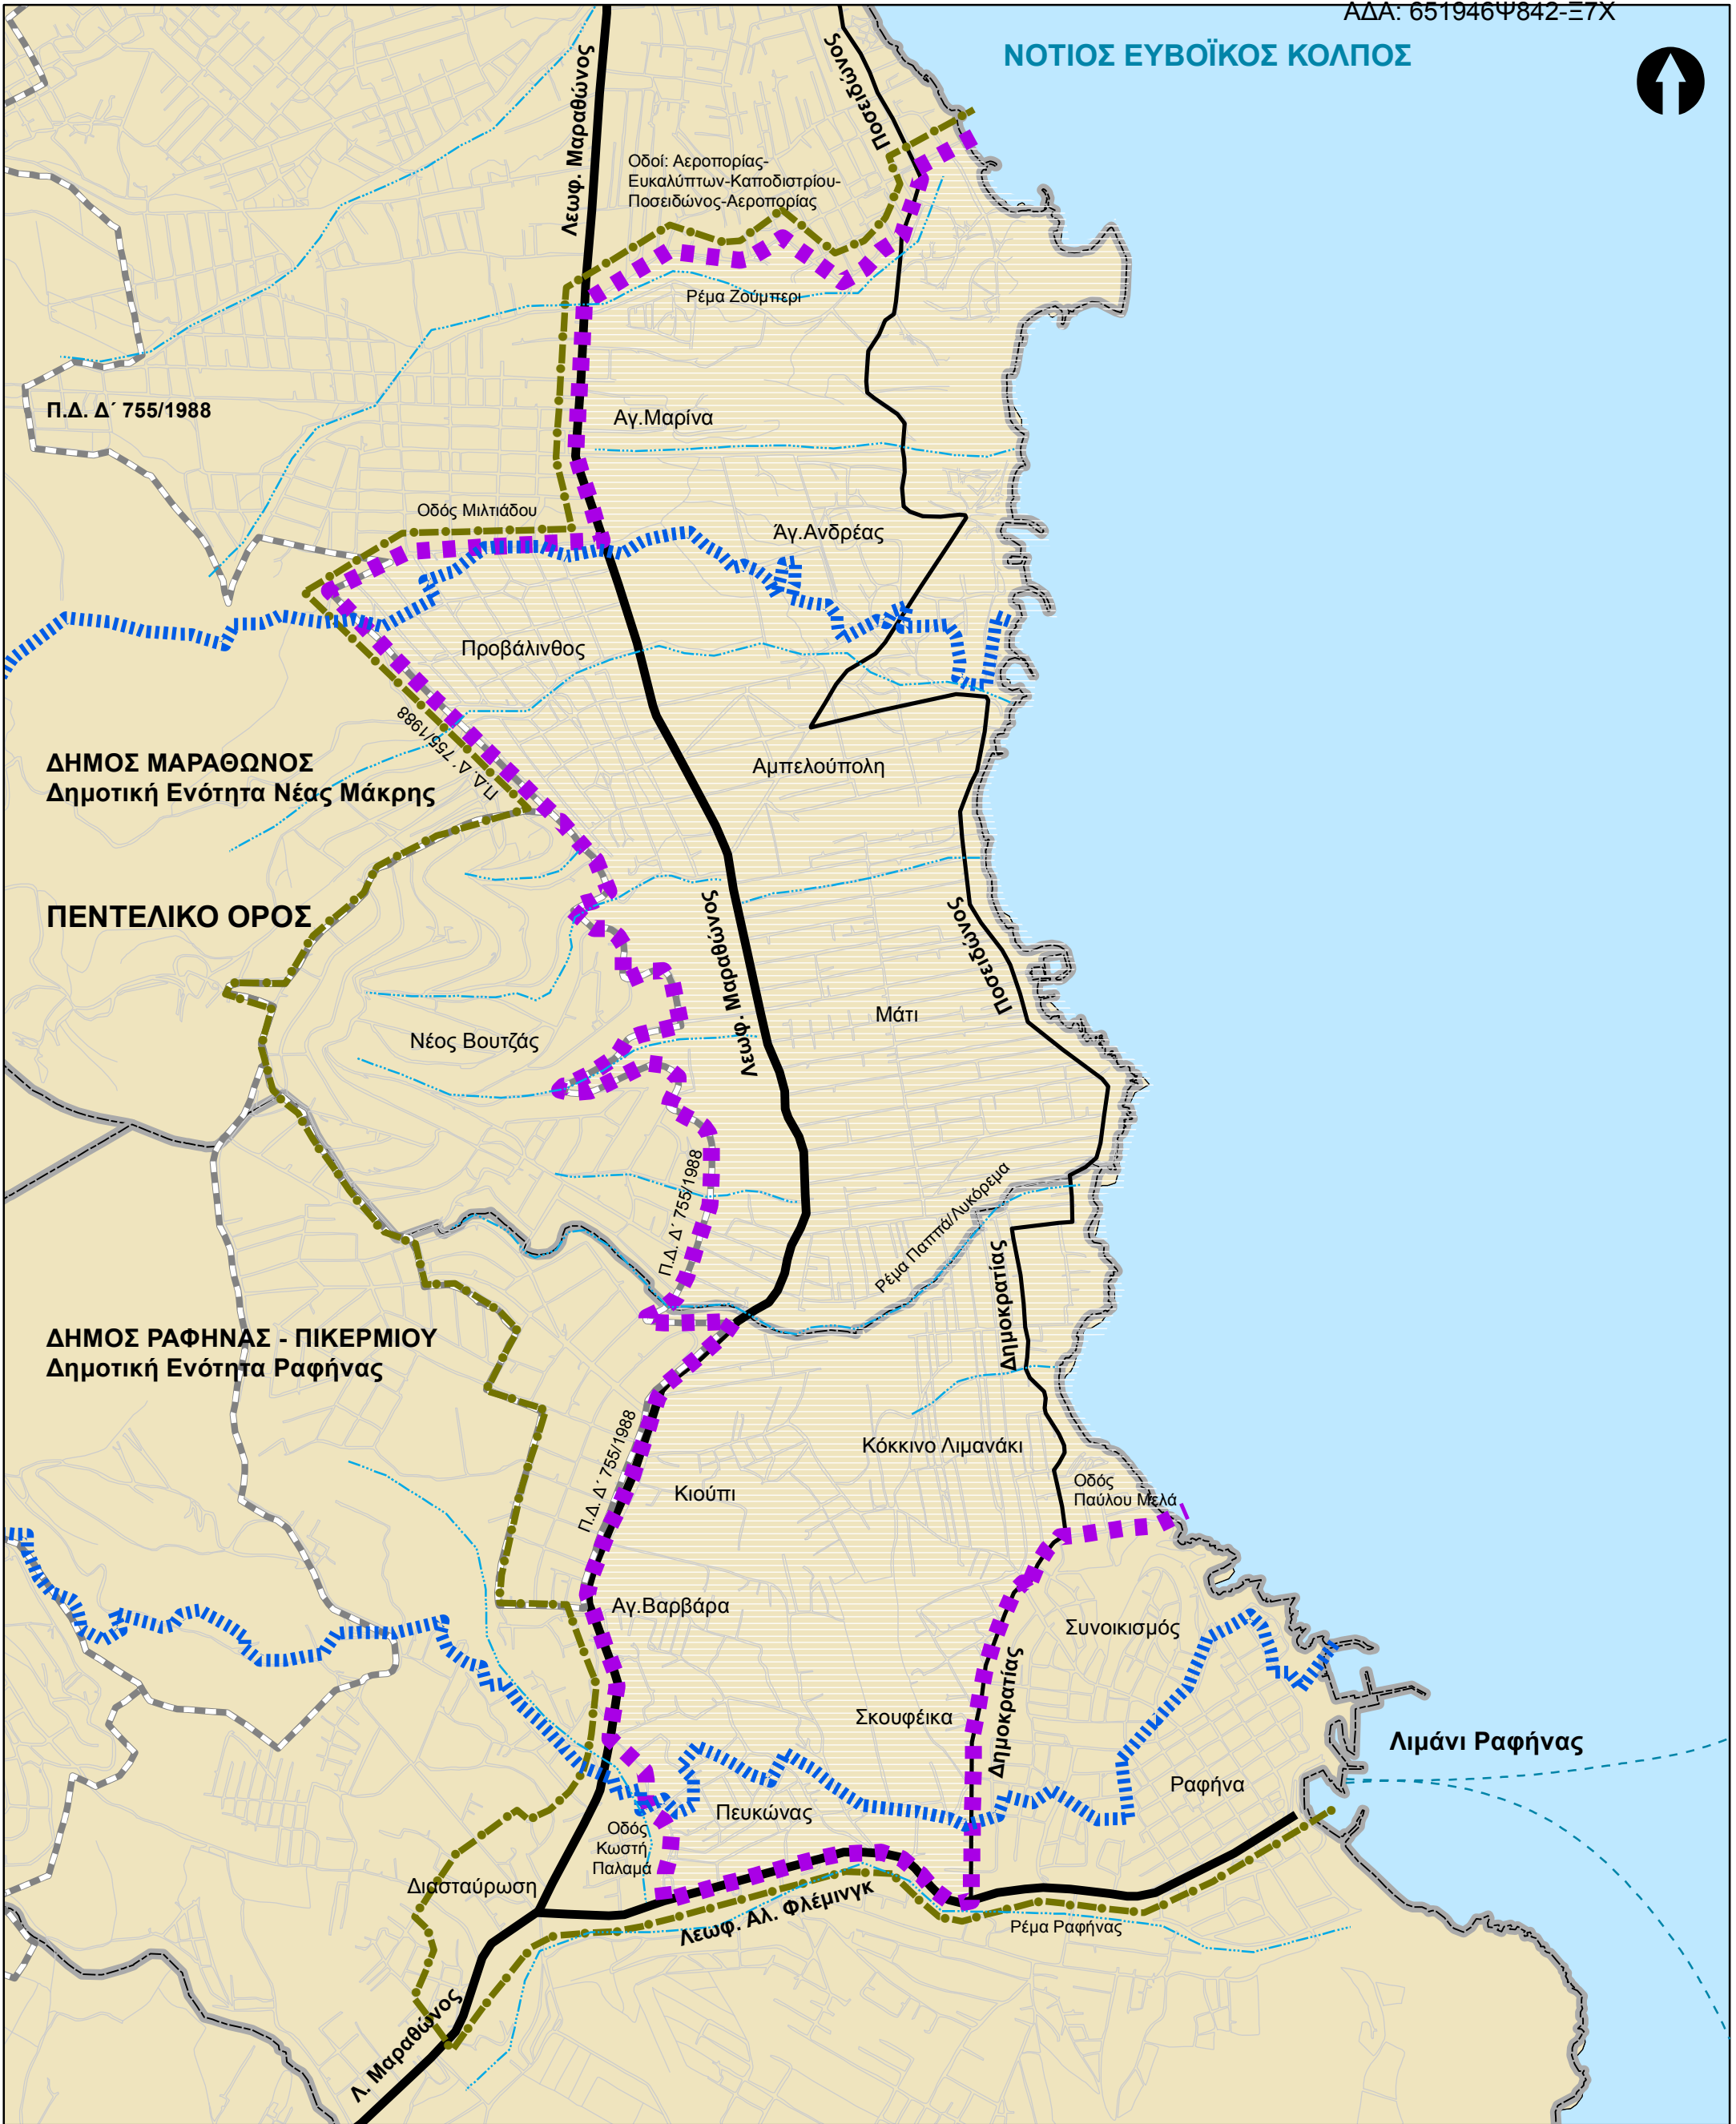 ΑΔΑ: 651946Ψ842-Ξ7Χ
ΝΟΤΙΟΣ ΕΥΒΟΪΚΟΣ ΚΟΛΠΟΣ
Λεωφ. Μαραθώνος
Ποσειδώνος
Οδοί: Αεροπορίας-
Ευκαλύπτων-Καποδιστρίου-
Ποσειδώνος-Αεροπορίας
Ρέμα Ζούμπερι
Π.Δ. Δ΄ 755/1988
Αγ.Μαρίνα
Οδός Μιλτιάδου
Άγ.Ανδρέας
Προβάλινθος
Π.Δ. Δ΄ 755/1988
ΔΗΜΟΣ ΜΑΡΑΘΩΝΟΣ
Δημοτική Ενότητα Νέας Μάκρης
Αμπελούπολη
ΠΕΝΤΕΛΙΚΟ ΟΡΟΣ
Λεωφ. Μαραθώνος
Ποσειδώνος
Μάτι
Νέος Βουτζάς
Π.Δ. Δ΄ 755/1988
Ρέμα Παππά/Λυκόρεμα
Δημοκρατίας
ΔΗΜΟΣ ΡΑΦΗΝΑΣ - ΠΙΚΕΡΜΙΟΥ
Δημοτική Ενότητα Ραφήνας
Π.Δ. Δ΄ 755/1988
Κόκκινο Λιμανάκι
Κιούπι
Οδός
Παύλου Μελά
Αγ.Βαρβάρα
Συνοικισμός
Δημοκρατίας
Σκουφέικα
Λιμάνι Ραφήνας
Ραφήνα
Πευκώνας
Οδός
Κωστή
Παλαμά
Διασταύρωση
Λεωφ. Αλ. Φλέμινγκ
Ρέμα Ραφήνας
Λ. Μαραθώνος